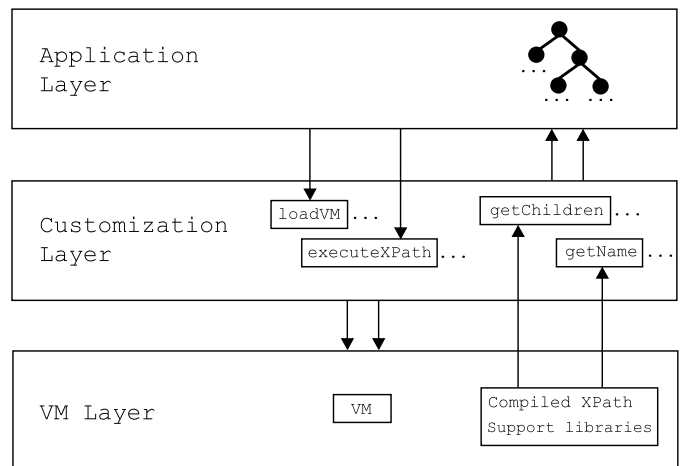 Application
Layer
...
... ...
Customization
Layer
loadVM ...
executeXPath ...
getChildren ...
getName ...
VM Layer
VM
Compiled XPath
Support libraries